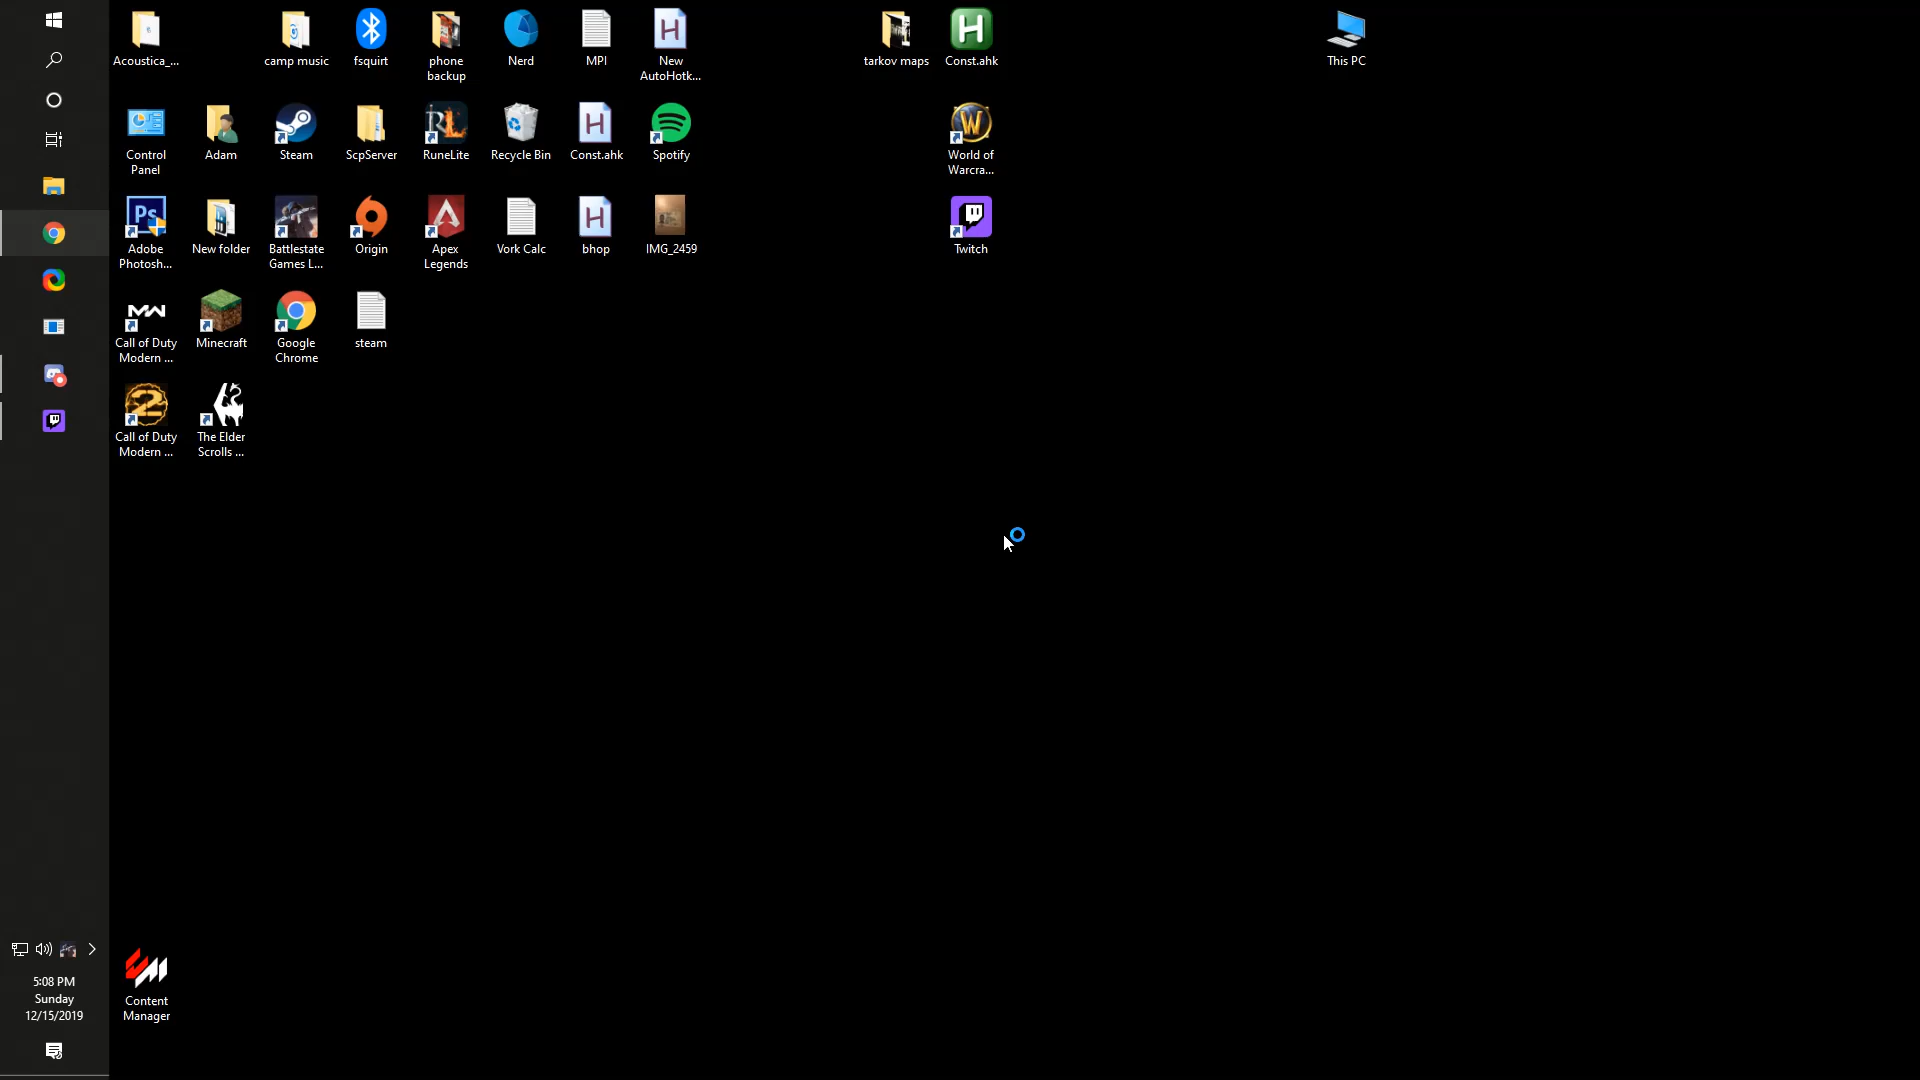 Acoustica_...
camp music
fsquirt
phone
backup
Nerd
MPI
New
AutoHotk...
tarkov maps
Const.ahk
This PC
Control
Panel
Adam
Steam
ScpServer
RuneLite
Recycle Bin
Const.ahk
Spotify
World of
Warcra...
Adobe
Photosh...
New folder
Battlestate
Games L...
Origin
Apex
Legends
Vork Calc
bhop
IMG_2459
Twitch
Call of Duty
Modern ...
Minecraft
Google
Chrome
steam
Call of Duty
Modern ...
The Elder
Scrolls ...
5:08 PM
Sunday
12/15/2019
Content
Manager